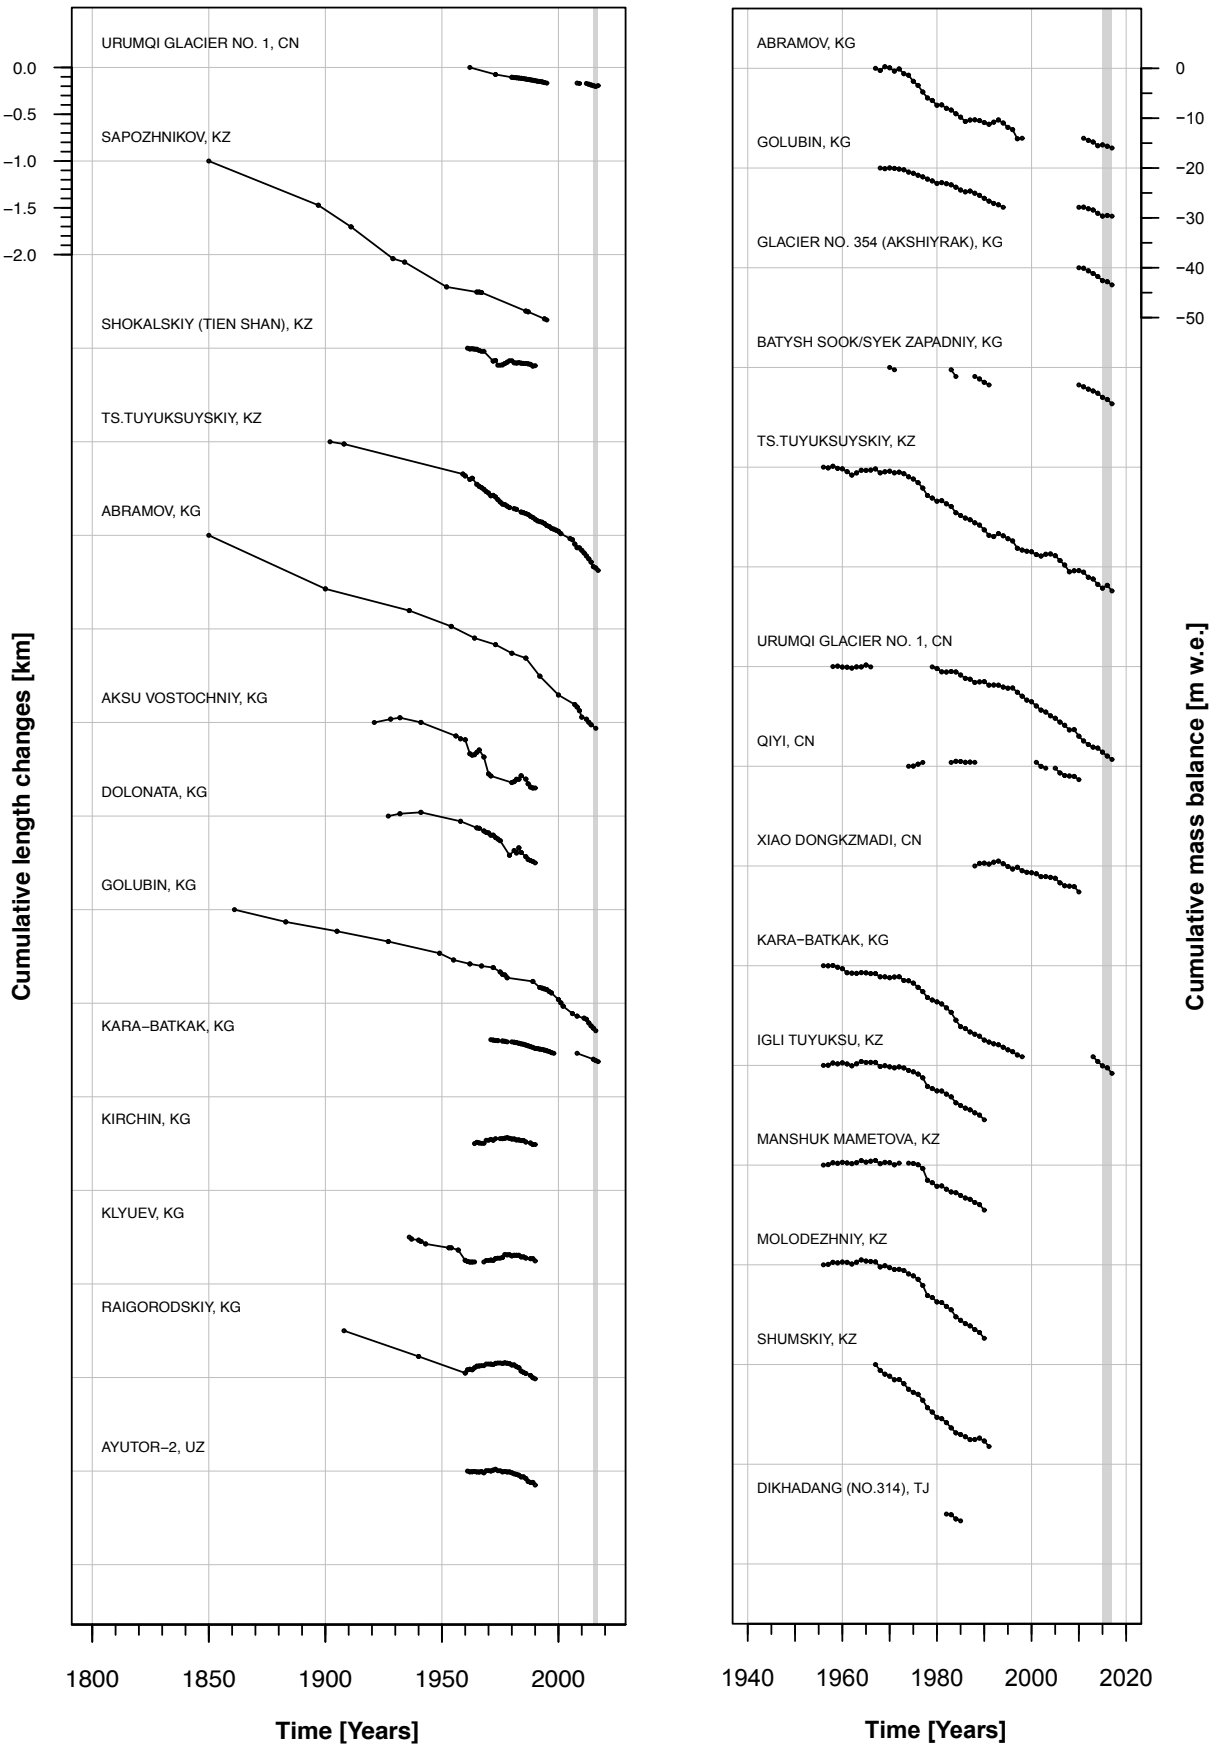 URUMQI GLACIER NO. 1, CN
0.0
−0.5
SAPOZHNIKOV, KZ
−1.0
−1.5
−2.0
SHOKALSKIY (TIEN SHAN), KZ
TS.TUYUKSUYSKIY, KZ
ABRAMOV, KG
AKSU VOSTOCHNIY, KG
DOLONATA, KG
GOLUBIN, KG
KARA−BATKAK, KG
KIRCHIN, KG
KLYUEV, KG
RAIGORODSKIY, KG
AYUTOR−2, UZ
Cumulative length changes [km]
1800 1850 1900 1950 2000
Time [Years]
ABRAMOV, KG
0
−10
GOLUBIN, KG
−20
−30
GLACIER NO. 354 (AKSHIYRAK), KG
−40
−50
BATYSH SOOK/SYEK ZAPADNIY, KG
TS.TUYUKSUYSKIY, KZ
URUMQI GLACIER NO. 1, CN
QIYI, CN
XIAO DONGKZMADI, CN
KARA−BATKAK, KG
IGLI TUYUKSU, KZ
MANSHUK MAMETOVA, KZ
MOLODEZHNIY, KZ
SHUMSKIY, KZ
DIKHADANG (NO.314), TJ
Cumulative mass balance [m w.e.]
1940 1960 1980 2000 2020
Time [Years]